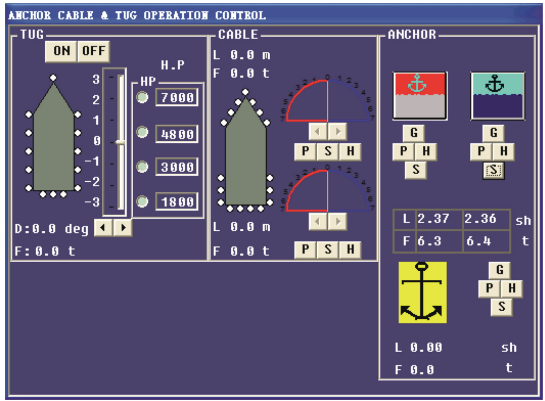 ANCHOR CABLE & TUG OPERATION CONTROL
TUG
ON OFF
H.P
HP
3
2
1
0
-1
-2
-3
7000
4800
3000
1800
D:0.0 deg
F:0.0 t
CABLE
L 0.0 m
F 0.0 t
P S H
L 0.0 m
F 0.0 t
P S H
ANCHOR
G
P H
S
G
P H
S
L 2.37 2.36 sh
F 6.3 6.4 t
G
P H
S
L 0.00 sh
F 0.0 t